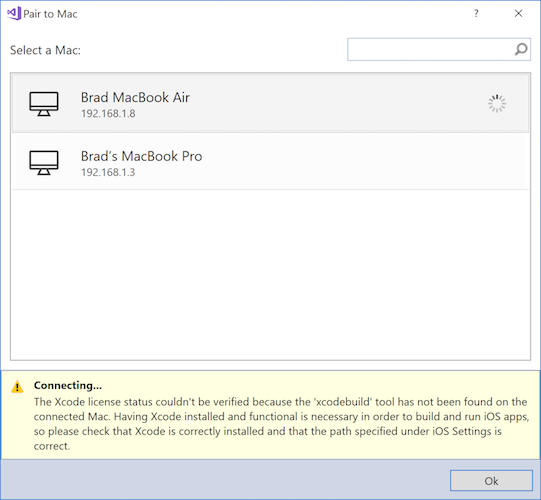 Pair to Mac
?
Select a Mac:
Brad MacBook Air
192.168.1.8
Brad's MacBook Pro
192.168.1.3
Connecting...
The Xcode license status couldn't be verified because the 'xcodebuild' tool has not been found on the
connected Mac. Having Xcode installed and functional is necessary in order to build and run iOS apps,
so please check that Xcode is correctly installed and that the path specified under iOS Settings is
correct.
Ok